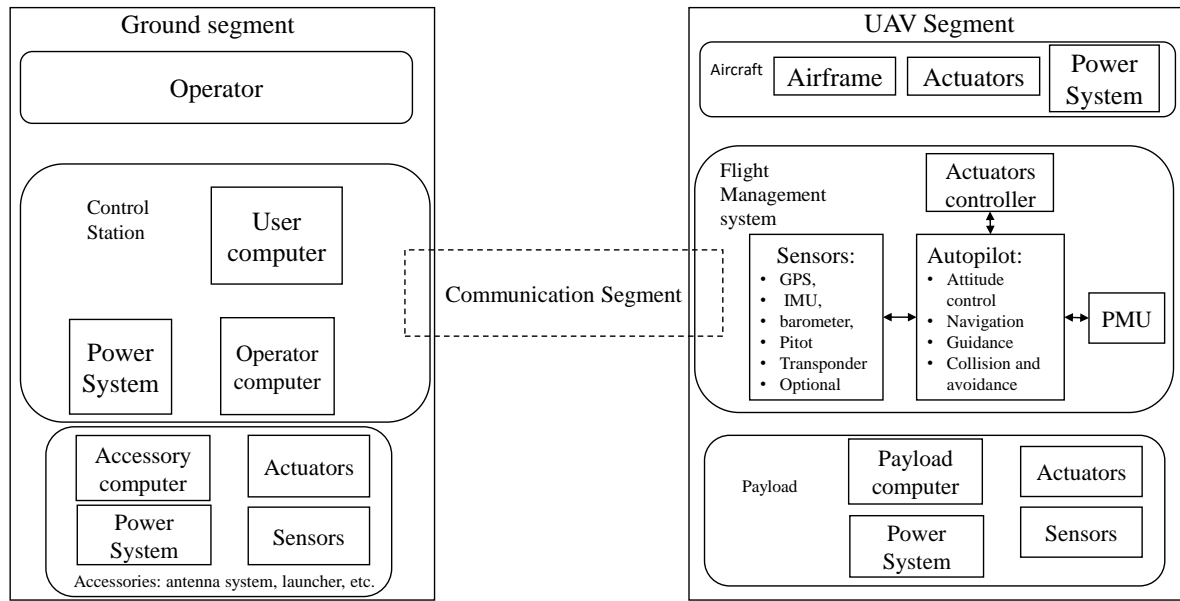 Ground segment
Operator
Control
Station
User
computer
Power
System
Operator
computer
Accessory
computer
Actuators
Power
System
Sensors
Accessories: antenna system, launcher, etc.
Communication Segment
UAV Segment
Aircraft
Airframe
Actuators
Power
System
Flight
Management
system
Actuators
controller
Sensors:
• GPS,
• IMU,
• barometer,
• Pitot
• Transponder
• Optional
Autopilot:
• Attitude
control
• Navigation
• Guidance
• Collision and
avoidance
PMU
Payload
Payload
computer
Actuators
Power
System
Sensors